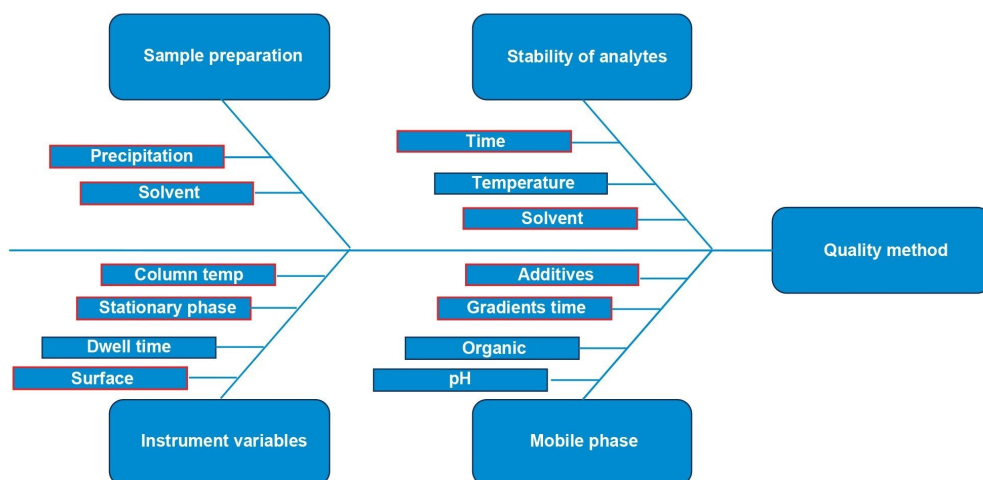 Sample preparation
Stability of analytes
Precipitation
Solvent
Time
Temperature
Solvent
Quality method
Column temp
Stationary phase
Dwell time
Surface
Additives
Gradients time
Organic
pH
Instrument variables
Mobile phase